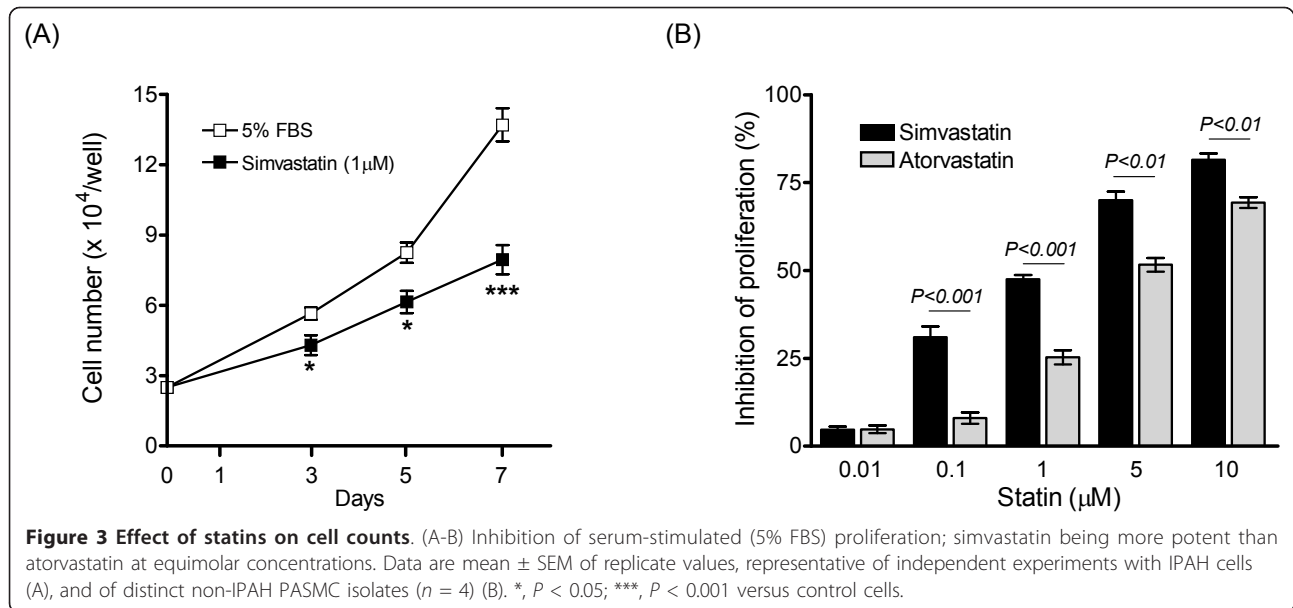 (A)
15
12
9
6
3
0
Cell number (x 10⁴/well)
5% FBS
Simvastatin (1µM)
*
*
***
0 1 3 5 7
Days
(B)
100
75
50
25
0
Inhibition of proliferation (%)
Simvastatin
Atorvastatin
P<0.001
P<0.001
P<0.01
P<0.01
0.01 0.1 1 5 10
Statin (µM)
Figure 3 Effect of statins on cell counts. (A-B) Inhibition of serum-stimulated (5% FBS) proliferation; simvastatin being more potent than
atorvastatin at equimolar concentrations. Data are mean ± SEM of replicate values, representative of independent experiments with IPAH cells
(A), and of distinct non-IPAH PASMC isolates (n = 4) (B). *, P < 0.05; ***, P < 0.001 versus control cells.